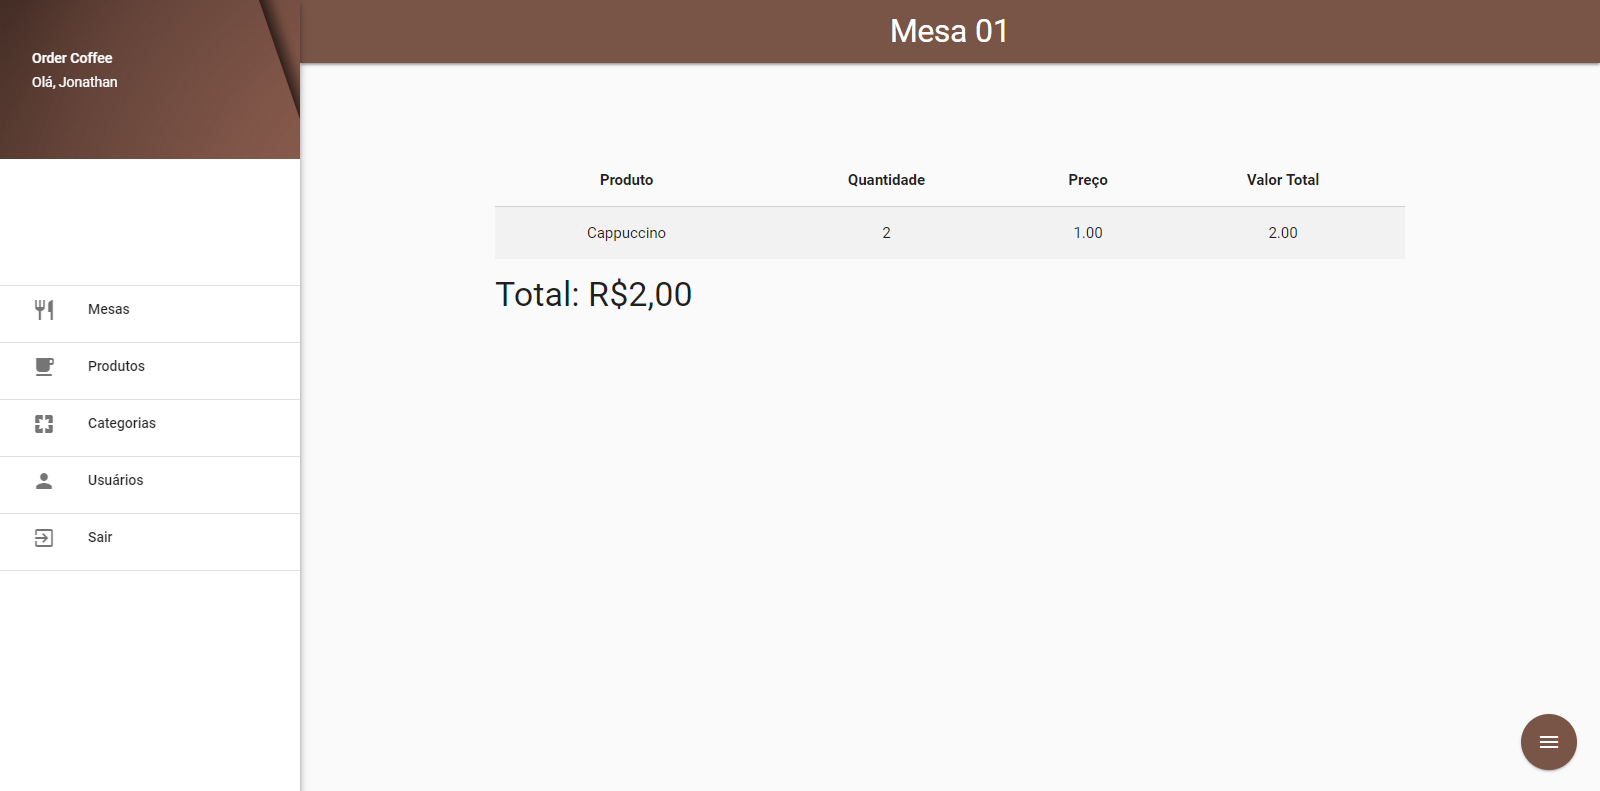 Order Coffee
Olá, Jonathan
Mesas
Produtos
Categorias
Usuários
Sair
Mesa 01
Produto Quantidade Preço Valor Total
Cappuccino 2 1.00 2.00
Total: R$2,00